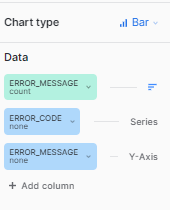 Chart type
Bar
Data
ERROR_MESSAGE
count
ERROR_CODE
none
Series
ERROR_MESSAGE
none
Y-Axis
+ Add column